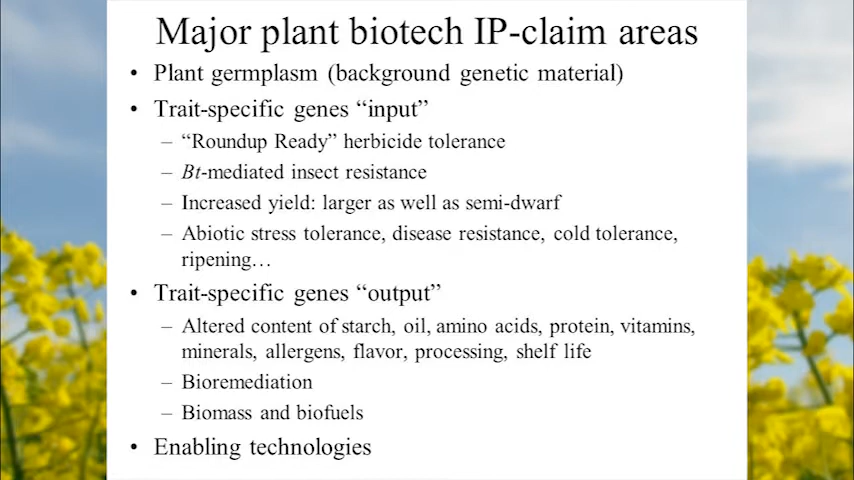 Major plant biotech IP-claim areas
• Plant germplasm (background genetic material)
• Trait-specific genes “input”
– “Roundup Ready” herbicide tolerance
– Bt-mediated insect resistance
– Increased yield: larger as well as semi-dwarf
– Abiotic stress tolerance, disease resistance, cold tolerance,
ripening…
• Trait-specific genes “output”
– Altered content of starch, oil, amino acids, protein, vitamins,
minerals, allergens, flavor, processing, shelf life
– Bioremediation
– Biomass and biofuels
• Enabling technologies